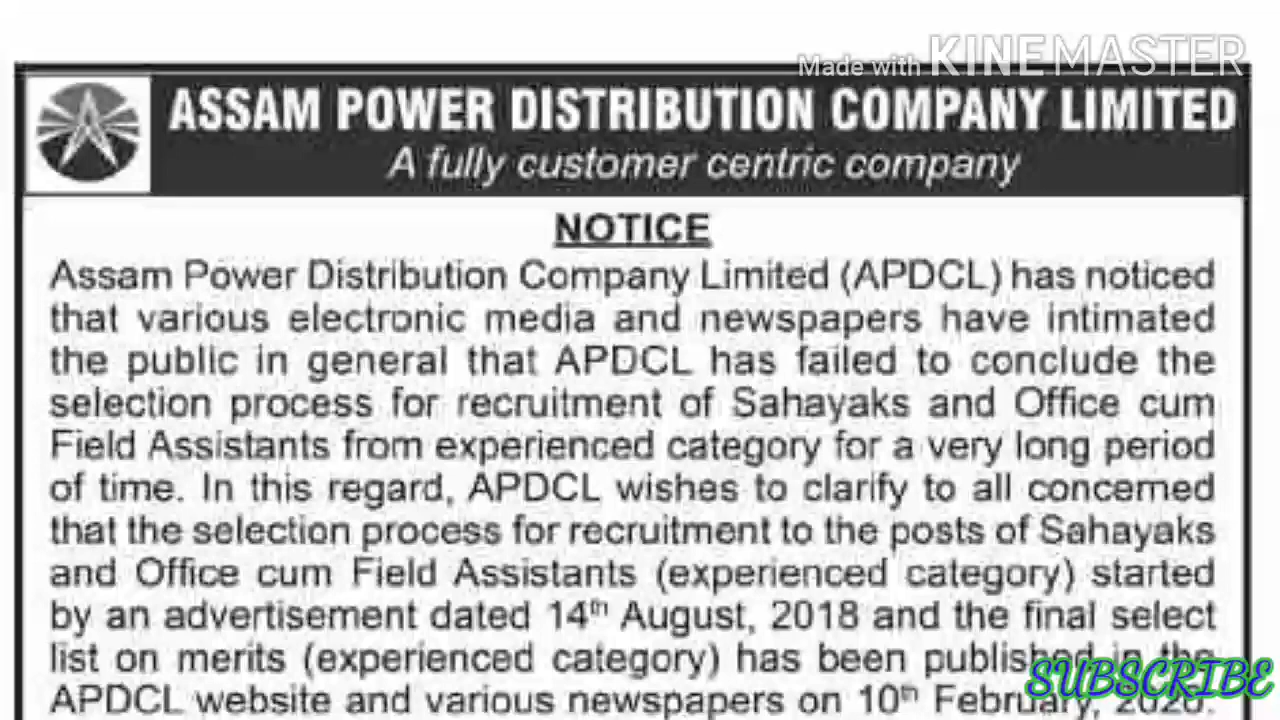 Made with KINEMASTER
ASSAM POWER DISTRIBUTION COMPANY LIMITED
A fully customer centric company
NOTICE
Assam Power Distribution Company Limited (APDCL) has noticed
that various electronic media and newspapers have intimated
the public in general that APDCL has failed to conclude the
selection process for recruitment of Sahayaks and Office cum
Field Assistants from experienced category for a very long period
of time. In this regard, APDCL wishes to clarify to all concerned
that the selection process for recruitment to the posts of Sahayaks
and Office cum Field Assistants (experienced category) started
by an advertisement dated 14th August, 2018 and the final select
list on merits (experienced category) has been published in the
APDCL website and various newspapers on 10th February, 2020.
SUBSCRIBE